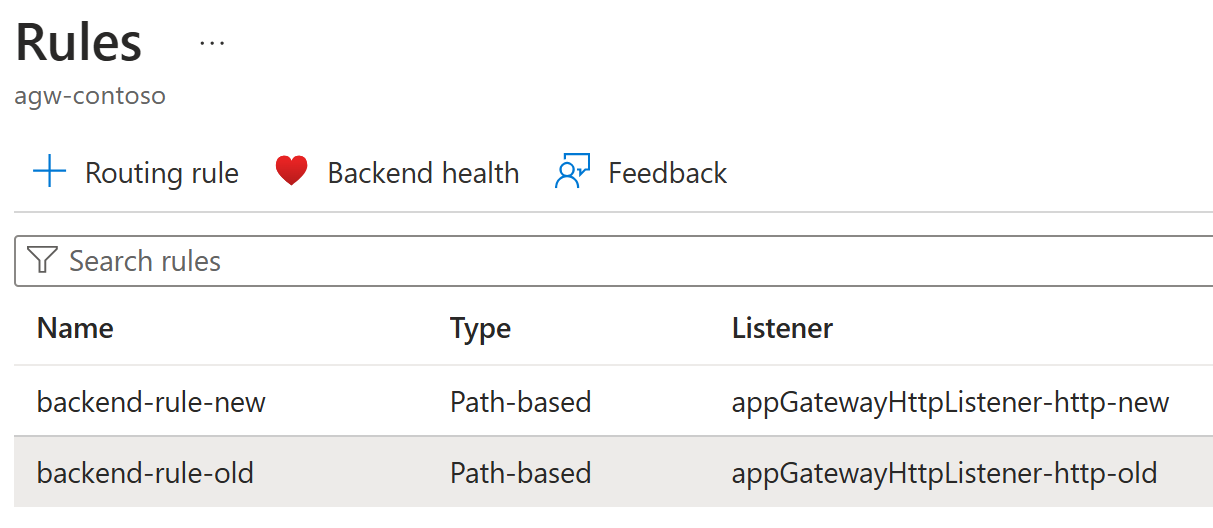 Rules ...
agw-contoso
Routing rule Backend health Feedback
Search rules
Name Type Listener
backend-rule-new Path-based appGatewayHttpListener-http-new
backend-rule-old Path-based appGatewayHttpListener-http-old